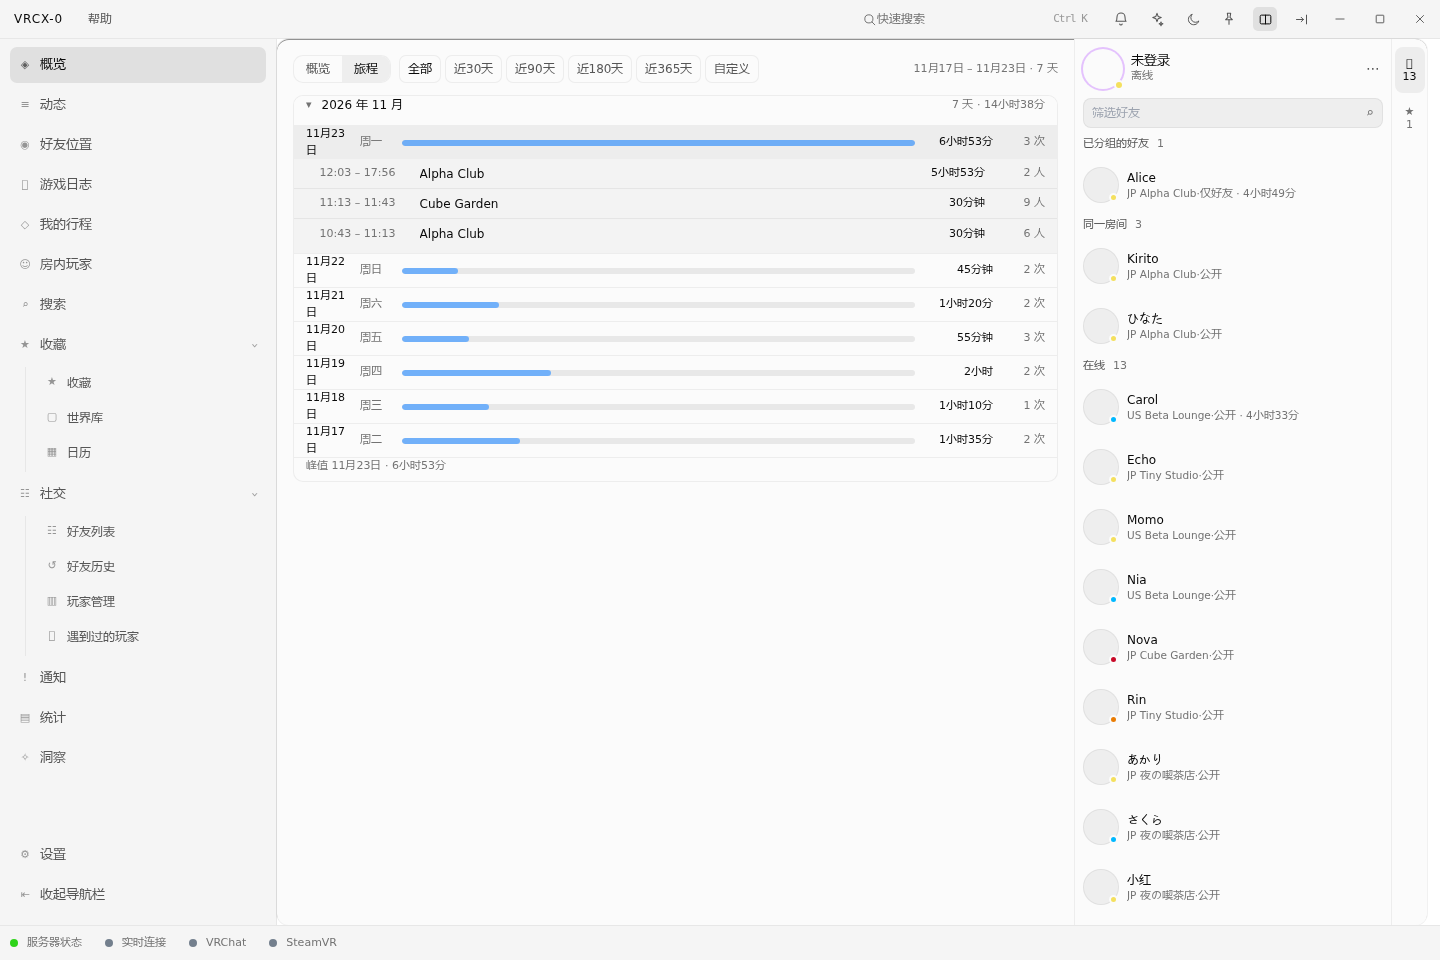 VRCX-0
帮助
快速搜索
Ctrl K
概览
动态
好友位置
游戏日志
我的行程
房内玩家
搜索
收藏
收藏
世界库
日历
社交
好友列表
好友历史
玩家管理
遇到过的玩家
通知
统计
洞察
设置
收起导航栏
概览 旅程 全部 近30天 近90天 近180天 近365天 自定义
11月17日 – 11月23日 · 7 天
2026 年 11 月
7 天 · 14小时38分
11月23日 周一 6小时53分 3 次
12:03 – 17:56 Alpha Club 5小时53分 2 人
11:13 – 11:43 Cube Garden 30分钟 9 人
10:43 – 11:13 Alpha Club 30分钟 6 人
11月22日 周日 45分钟 2 次
11月21日 周六 1小时20分 2 次
11月20日 周五 55分钟 3 次
11月19日 周四 2小时 2 次
11月18日 周三 1小时10分 1 次
11月17日 周二 1小时35分 2 次
峰值 11月23日 · 6小时53分
未登录
离线
筛选好友
已分组的好友 1
Alice
JP Alpha Club·仅好友 · 4小时49分
同一房间 3
Kirito
JP Alpha Club·公开
ひなた
JP Alpha Club·公开
在线 13
Carol
US Beta Lounge·公开 · 4小时33分
Echo
JP Tiny Studio·公开
Momo
US Beta Lounge·公开
Nia
US Beta Lounge·公开
Nova
JP Cube Garden·公开
Rin
JP Tiny Studio·公开
あかり
JP 夜の喫茶店·公开
さくら
JP 夜の喫茶店·公开
小红
JP 夜の喫茶店·公开
13
1
服务器状态
实时连接
VRChat
SteamVR